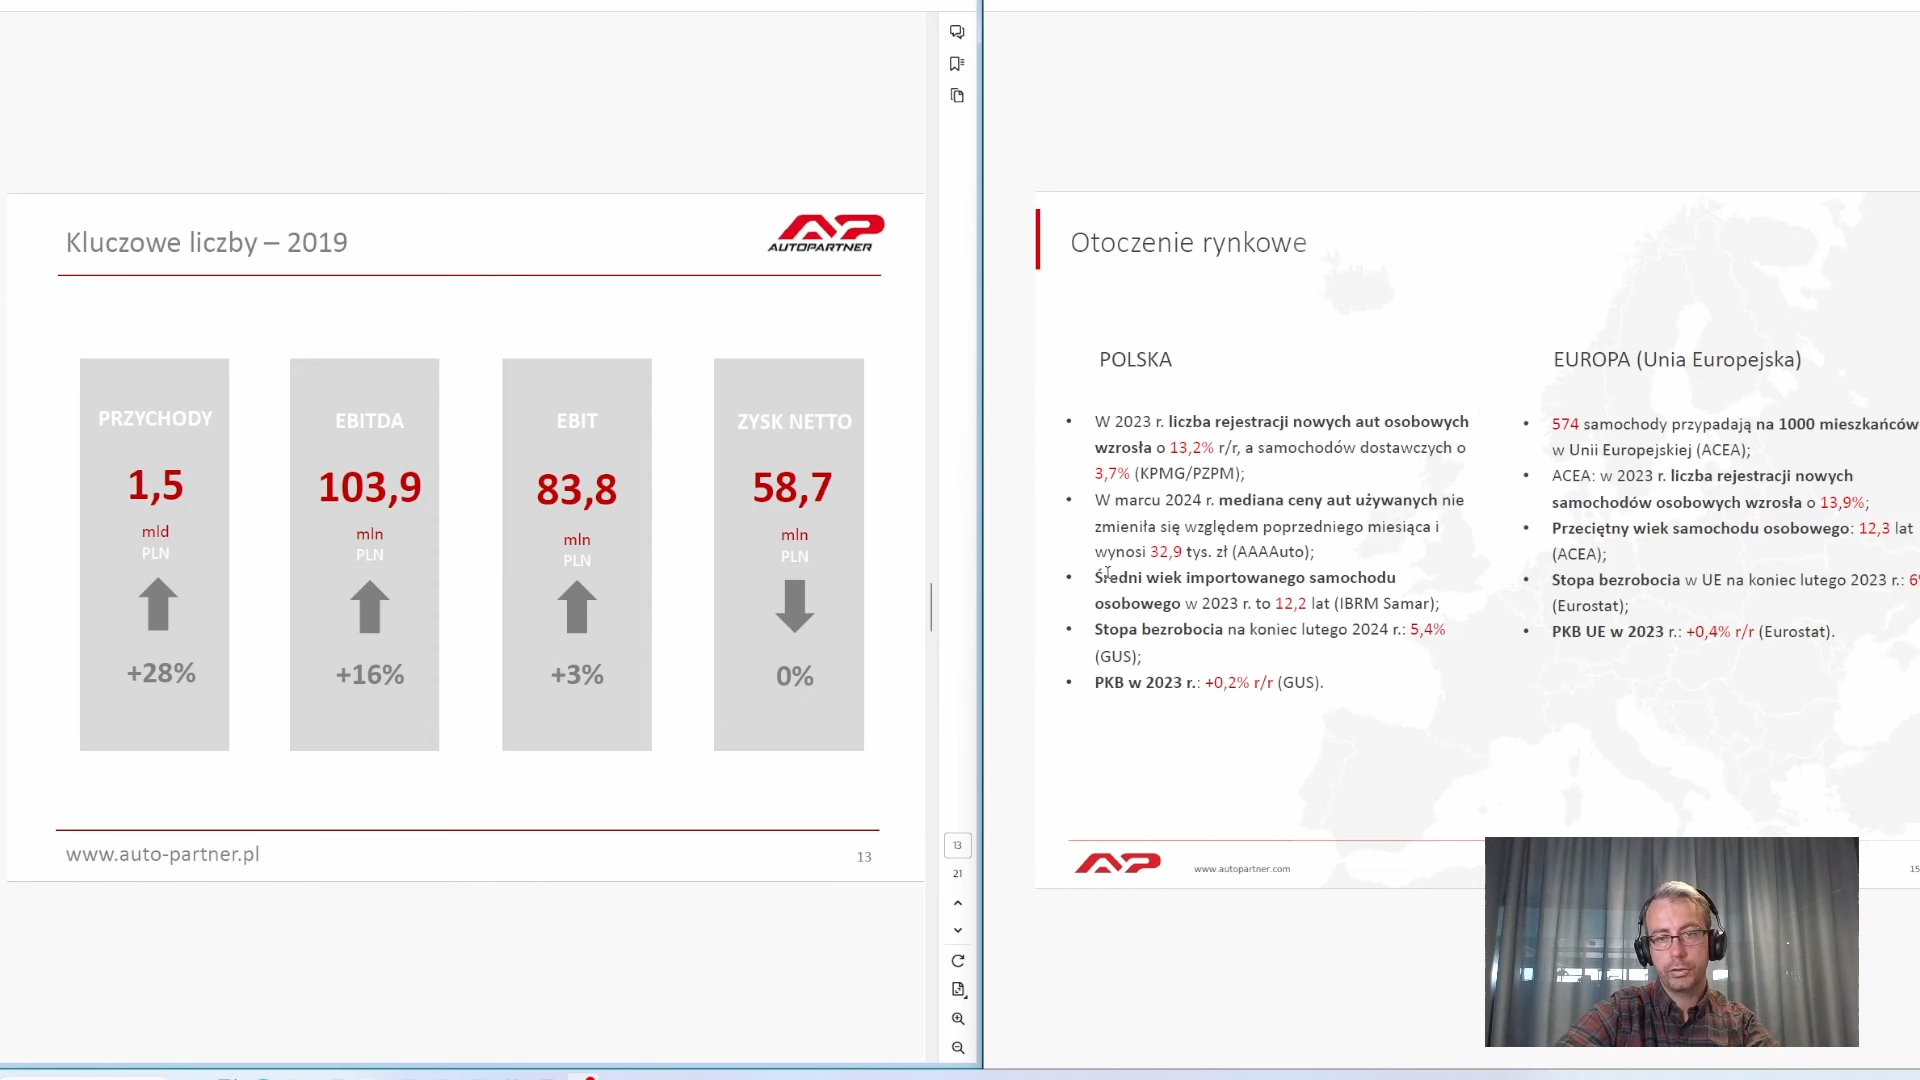 Kluczowe liczby – 2019
AP
AUTOPARTNER
PRZYCHODY
1,5
mld
PLN
+28%
EBITDA
103,9
mln
PLN
+16%
EBIT
83,8
mln
PLN
+3%
ZYSK NETTO
58,7
mln
PLN
0%
www.auto-partner.pl
13
13
21
Otoczenie rynkowe
POLSKA
• W 2023 r. liczba rejestracji nowych aut osobowych
wzrosła o 13,2% r/r, a samochodów dostawczych o
3,7% (KPMG/PZPM);
• W marcu 2024 r. mediana ceny aut używanych nie
zmieniła się względem poprzedniego miesiąca i
wynosi 32,9 tys. zł (AAAAuto);
• Średni wiek importowanego samochodu
osobowego w 2023 r. to 12,2 lat (IBRM Samar);
• Stopa bezrobocia na koniec lutego 2024 r.: 5,4%
(GUS);
• PKB w 2023 r.: +0,2% r/r (GUS).
EUROPA (Unia Europejska)
• 574 samochody przypadają na 1000 mieszkańców
w Unii Europejskiej (ACEA);
• ACEA: w 2023 r. liczba rejestracji nowych
samochodów osobowych wzrosła o 13,9%;
• Przeciętny wiek samochodu osobowego: 12,3 lat
(ACEA);
• Stopa bezrobocia w UE na koniec lutego 2023 r.: 6
(Eurostat);
• PKB UE w 2023 r.: +0,4% r/r (Eurostat).
AP
www.autopartner.com
15